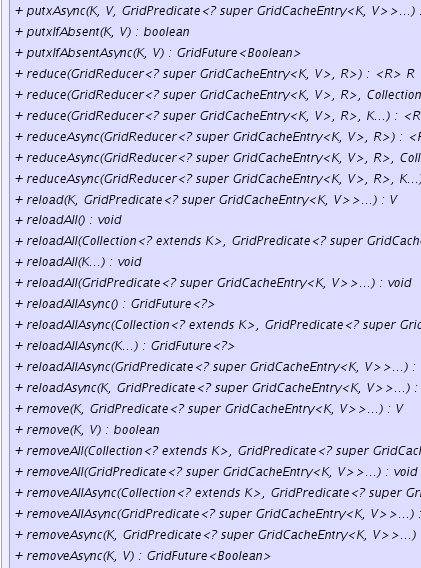 + putxAsync(K, V, GridPredicate<? super GridCacheEntry<K, V>>...) :
+ putxIfAbsent(K, V) : boolean
+ putxIfAbsentAsync(K, V) : GridFuture<Boolean>
+ reduce(GridReducer<? super GridCacheEntry<K, V>, R>) : <R> R
+ reduce(GridReducer<? super GridCacheEntry<K, V>, R>, Collection
+ reduce(GridReducer<? super GridCacheEntry<K, V>, R>, K...) : <R
+ reduceAsync(GridReducer<? super GridCacheEntry<K, V>, R>) : <R
+ reduceAsync(GridReducer<? super GridCacheEntry<K, V>, R>, Coll
+ reduceAsync(GridReducer<? super GridCacheEntry<K, V>, R>, K...)
+ reload(K, GridPredicate<? super GridCacheEntry<K, V>>...) : V
+ reloadAll() : void
+ reloadAll(Collection<? extends K>, GridPredicate<? super GridCache
+ reloadAll(K...) : void
+ reloadAll(GridPredicate<? super GridCacheEntry<K, V>>...) : void
+ reloadAllAsync() : GridFuture<?>
+ reloadAllAsync(Collection<? extends K>, GridPredicate<? super Grid
+ reloadAllAsync(K...) : GridFuture<?>
+ reloadAllAsync(GridPredicate<? super GridCacheEntry<K, V>>...) :
+ reloadAsync(K, GridPredicate<? super GridCacheEntry<K, V>>...) :
+ remove(K, GridPredicate<? super GridCacheEntry<K, V>>...) : V
+ remove(K, V) : boolean
+ removeAll(Collection<? extends K>, GridPredicate<? super GridCach
+ removeAll(GridPredicate<? super GridCacheEntry<K, V>>...) : void
+ removeAllAsync(Collection<? extends K>, GridPredicate<? super Gri
+ removeAllAsync(GridPredicate<? super GridCacheEntry<K, V>>...) :
+ removeAsync(K, GridPredicate<? super GridCacheEntry<K, V>>...)
+ removeAsync(K, V) : GridFuture<Boolean>